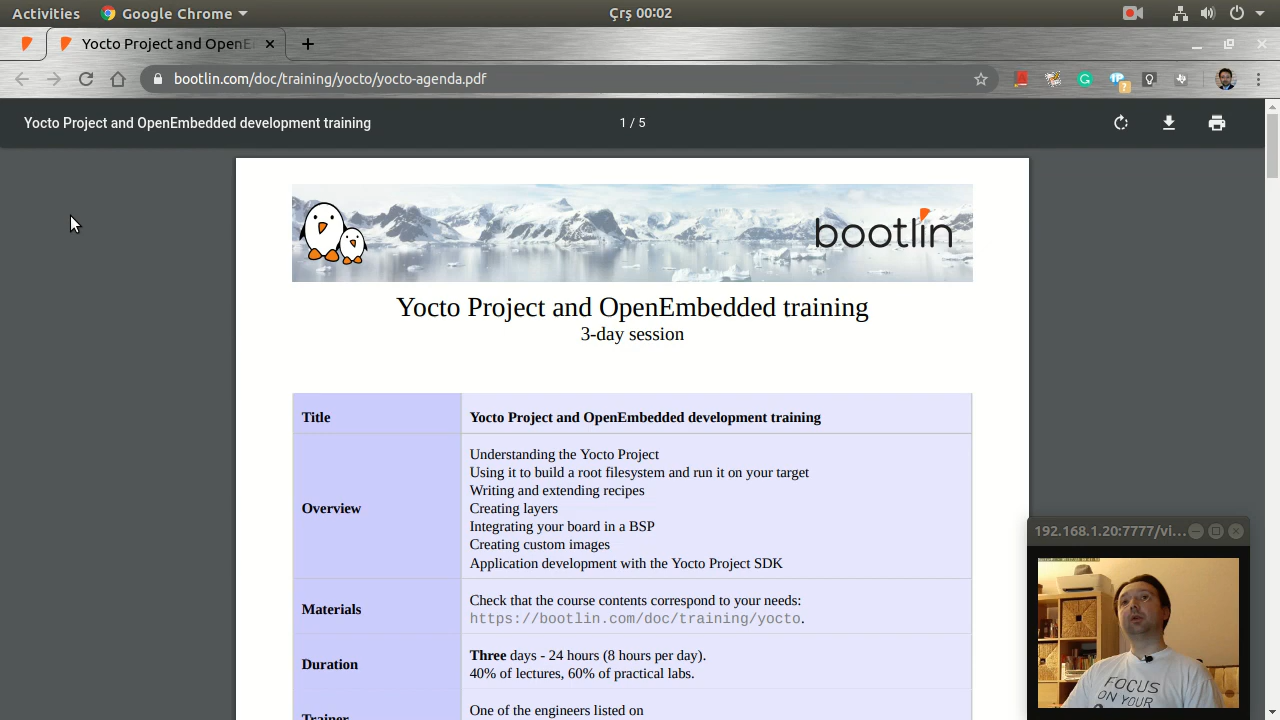 Activities Google Chrome Çrş 00:02
Yocto Project and OpenE
bootlin.com/doc/training/yocto/yocto-agenda.pdf
Yocto Project and OpenEmbedded development training 1 / 5
bootlin
Yocto Project and OpenEmbedded training
3-day session
Title Yocto Project and OpenEmbedded development training
Overview
Understanding the Yocto Project
Using it to build a root filesystem and run it on your target
Writing and extending recipes
Creating layers
Integrating your board in a BSP
Creating custom images
Application development with the Yocto Project SDK
Materials
Check that the course contents correspond to your needs:
https://bootlin.com/doc/training/yocto.
Duration
Three days - 24 hours (8 hours per day).
40% of lectures, 60% of practical labs.
Trainer
One of the engineers listed on
192.168.1.20:7777/vi...
FOCUS
ON YOUR